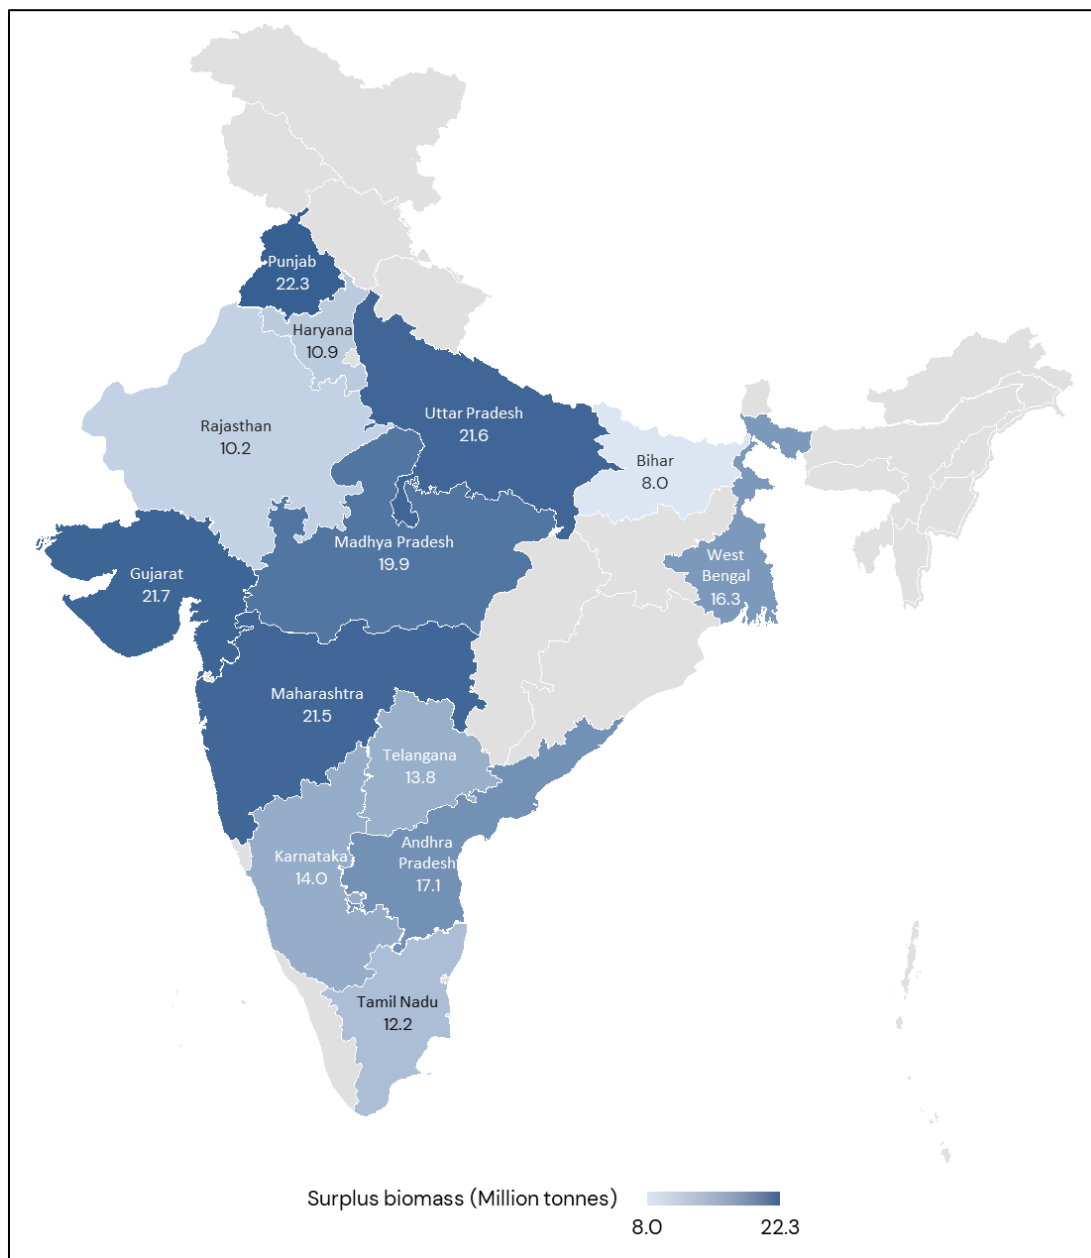 Punjab
22.3
Haryana
10.9
Uttar Pradesh
21.6
Rajasthan
10.2
Bihar
8.0
Madhya Pradesh
19.9
West
Bengal
16.3
Gujarat
21.7
Maharashtra
21.5
Telangana
13.8
Andhra
Pradesh
17.1
Karnataka
14.0
Tamil Nadu
12.2
Surplus biomass (Million tonnes)
8.0 22.3